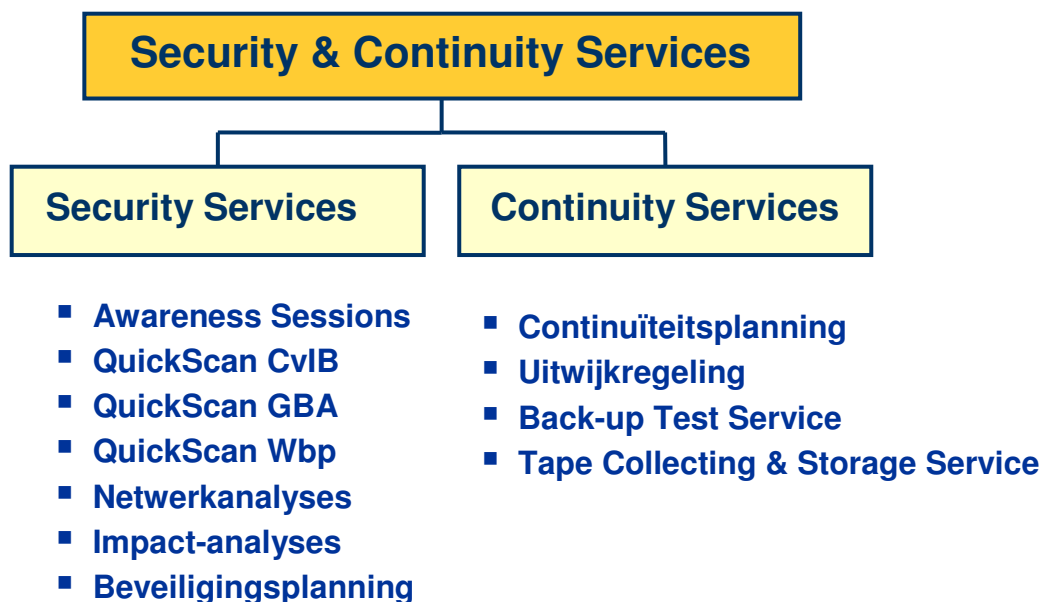 Security & Continuity Services
Security Services
Continuity Services
▪ Awareness Sessions
▪ QuickScan CvIB
▪ QuickScan GBA
▪ QuickScan Wbp
▪ Netwerkanalyses
▪ Impact-analyses
▪ Beveiligingsplanning
▪ Continuïteitsplanning
▪ Uitwijkregeling
▪ Back-up Test Service
▪ Tape Collecting & Storage Service